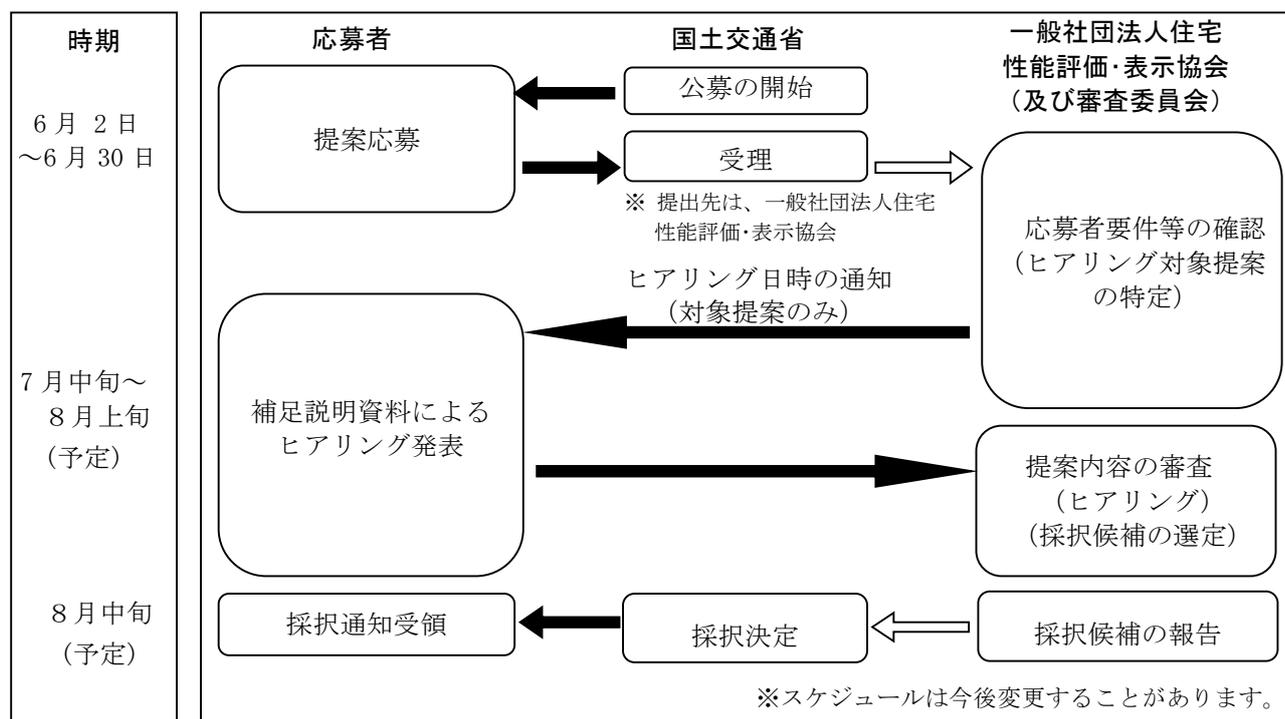 時期
応募者
国土交通省
一般社団法人住宅
性能評価･表示協会
（及び審査委員会）
6月 2日
～6月 30日
提案応募
公募の開始
受理
※ 提出先は、一般社団法人住宅
性能評価･表示協会
応募者要件等の確認
（ヒアリング対象提案
の特定）
ヒアリング日時の通知
（対象提案のみ）
7月中旬～
8月上旬
（予定）
補足説明資料による
ヒアリング発表
提案内容の審査
（ヒアリング）
（採択候補の選定）
8月中旬
（予定）
採択通知受領
採択決定
採択候補の報告
※スケジュールは今後変更することがあります。